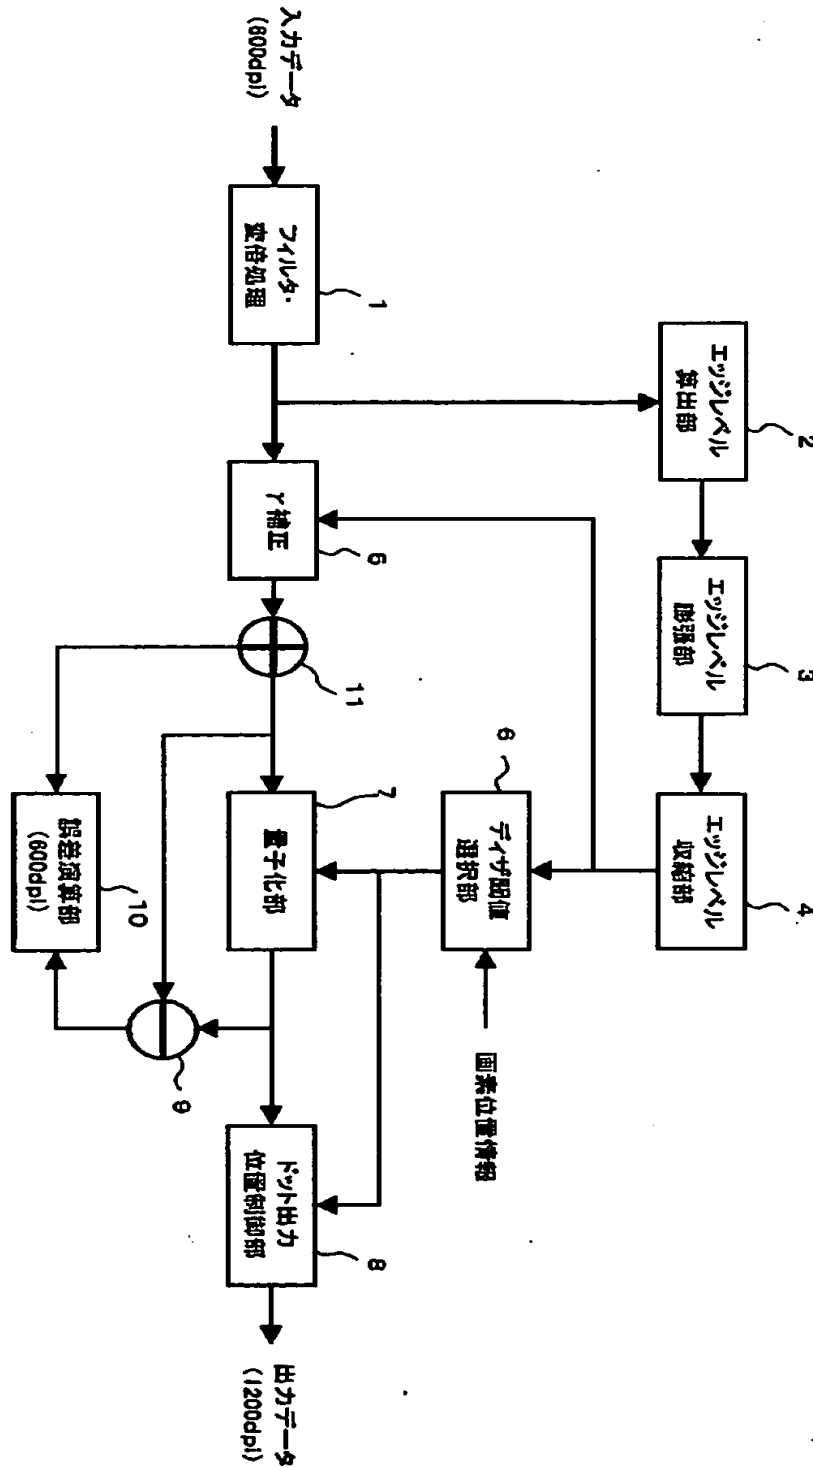 入力データ
(600dpi)
フィルタ・
変倍処理
1
エッジレベル
算出部
2
エッジレベル
膨張部
3
エッジレベル
収縮部
4
γ補正
5
11
6
ディザ閾値
選択部
画素位置情報
7
量子化部
9
誤差演算部
(600dpi)
10
ドット出力
位置制御部
8
出力データ
(1200dpi)